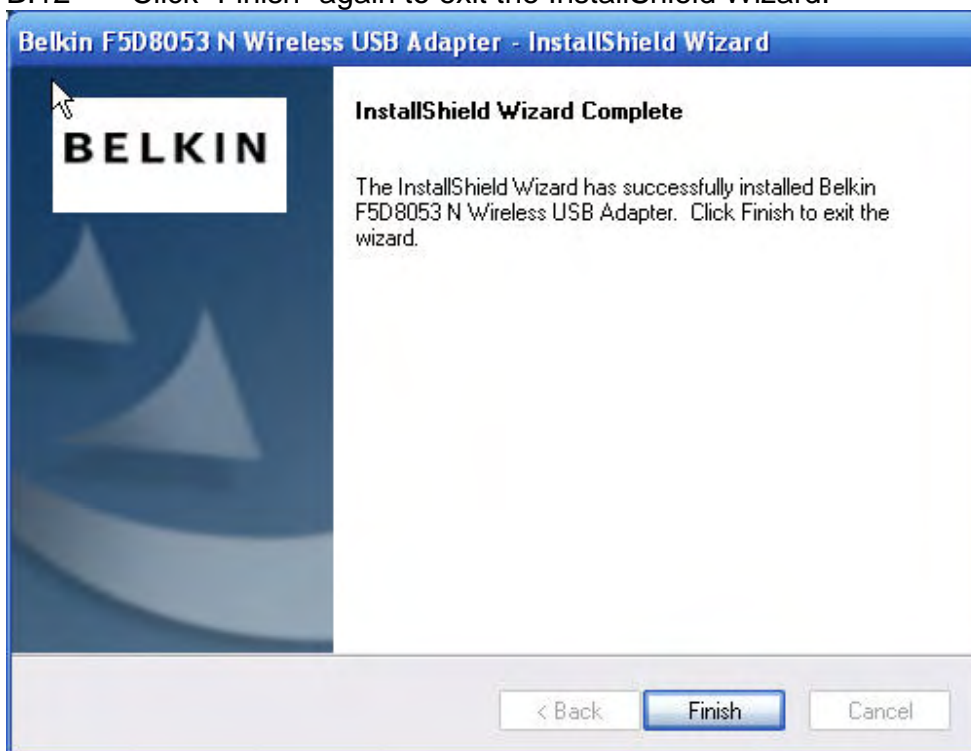 Click "Finish" again to exit the InstallShield Wizard.
Belkin F5D8053 N Wireless USB Adapter - InstallShield Wizard
BELKIN
InstallShield Wizard Complete
The InstallShield Wizard has successfully installed Belkin
F5D8053 N Wireless USB Adapter. Click Finish to exit the
wizard.
< Back Finish Cancel